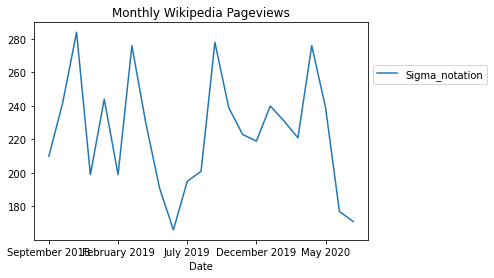 Monthly Wikipedia Pageviews
280
260
240
220
200
180
Sigma_notation
September 2018 February 2019 July 2019 December 2019 May 2020
Date